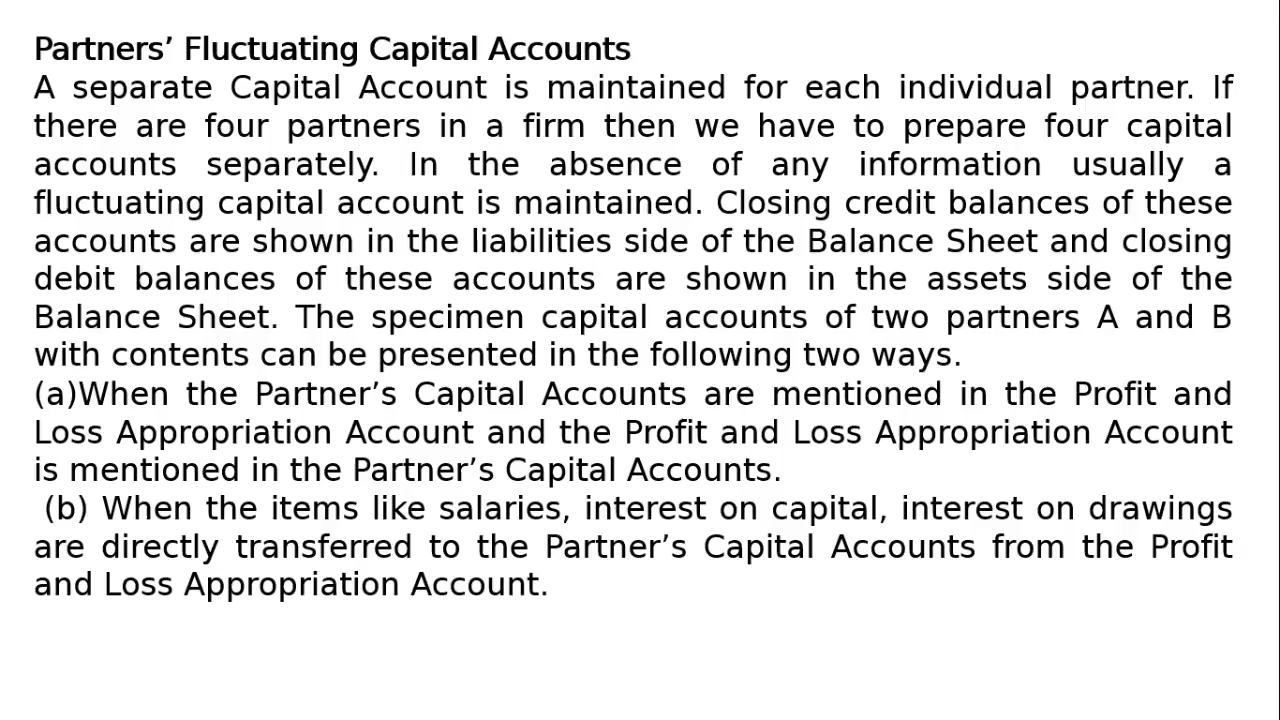 Partners’ Fluctuating Capital Accounts
A separate Capital Account is maintained for each individual partner. If
there are four partners in a firm then we have to prepare four capital
accounts separately. In the absence of any information usually a
fluctuating capital account is maintained. Closing credit balances of these
accounts are shown in the liabilities side of the Balance Sheet and closing
debit balances of these accounts are shown in the assets side of the
Balance Sheet. The specimen capital accounts of two partners A and B
with contents can be presented in the following two ways.
(a)When the Partner’s Capital Accounts are mentioned in the Profit and
Loss Appropriation Account and the Profit and Loss Appropriation Account
is mentioned in the Partner’s Capital Accounts.
(b) When the items like salaries, interest on capital, interest on drawings
are directly transferred to the Partner’s Capital Accounts from the Profit
and Loss Appropriation Account.